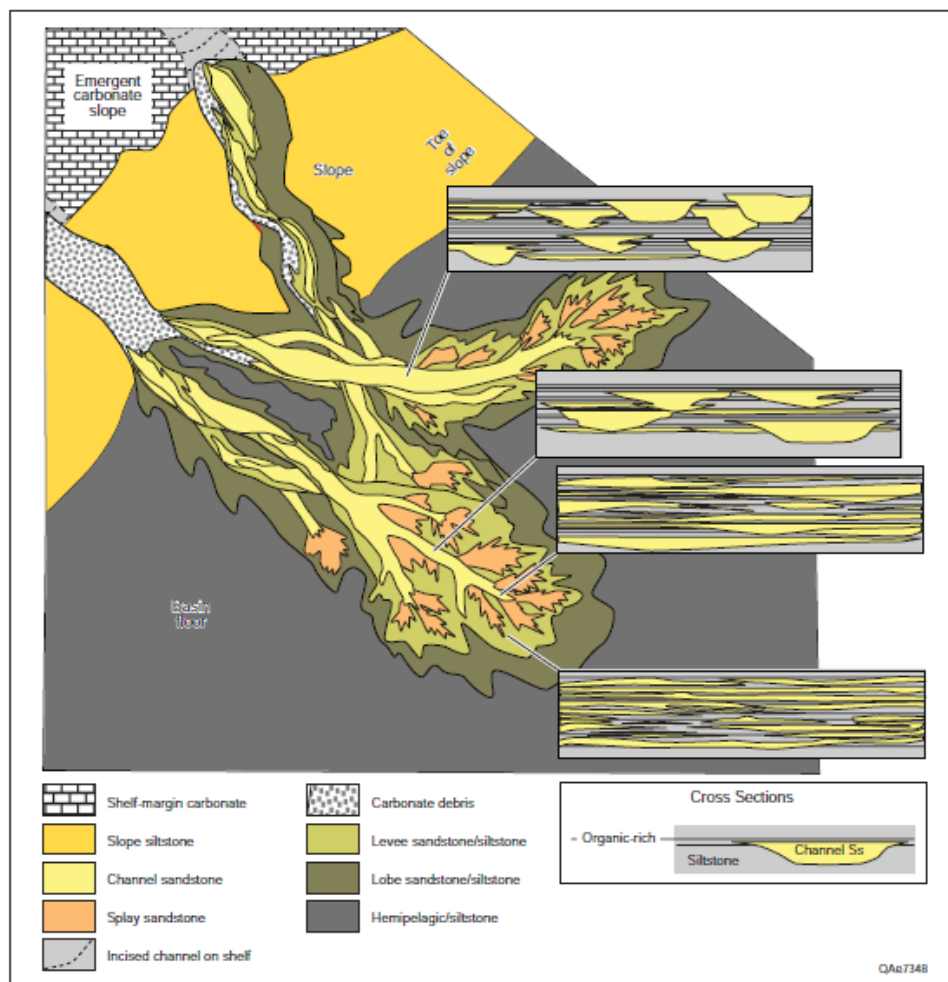 Emergent
carbonate
slope
Slope
Toe
of
slope
Basin
floor
Shelf-margin carbonate
Slope siltstone
Channel sandstone
Splay sandstone
Incised channel on shelf
Carbonate debris
Levee sandstone/siltstone
Lobe sandstone/siltstone
Hemipelagic/siltstone
Cross Sections
Organic-rich
Channel Ss
Siltstone
QAe7348